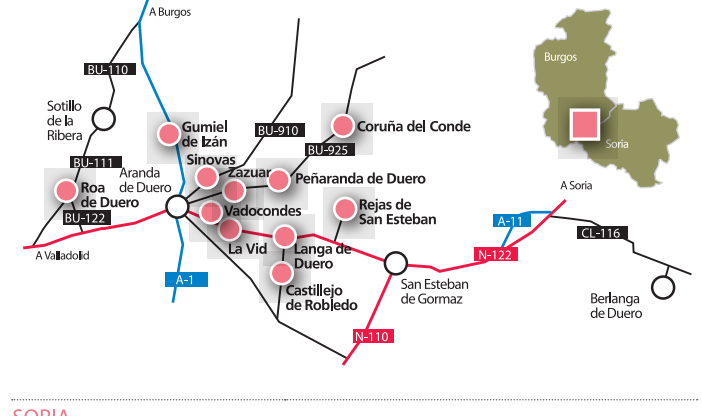 A Burgos
BU-110
Burgos
Soria
Sotillo
de la
Ribera
Gumiel
de Izán
BU-910
Coruña del Conde
BU-925
BU-111
Aranda
de Duero
Sinovas
Zazuar
Peñaranda de Duero
Roa
de Duero
BU-122
Vadocondes
Rejas de
San Esteban
A Soria
A-11
CL-116
A Valladolid
La Vid
Langa de
Duero
N-122
A-1
Castillejo
de Robledo
San Esteban
de Gormaz
Berlanga
de Duero
N-110
SORIA